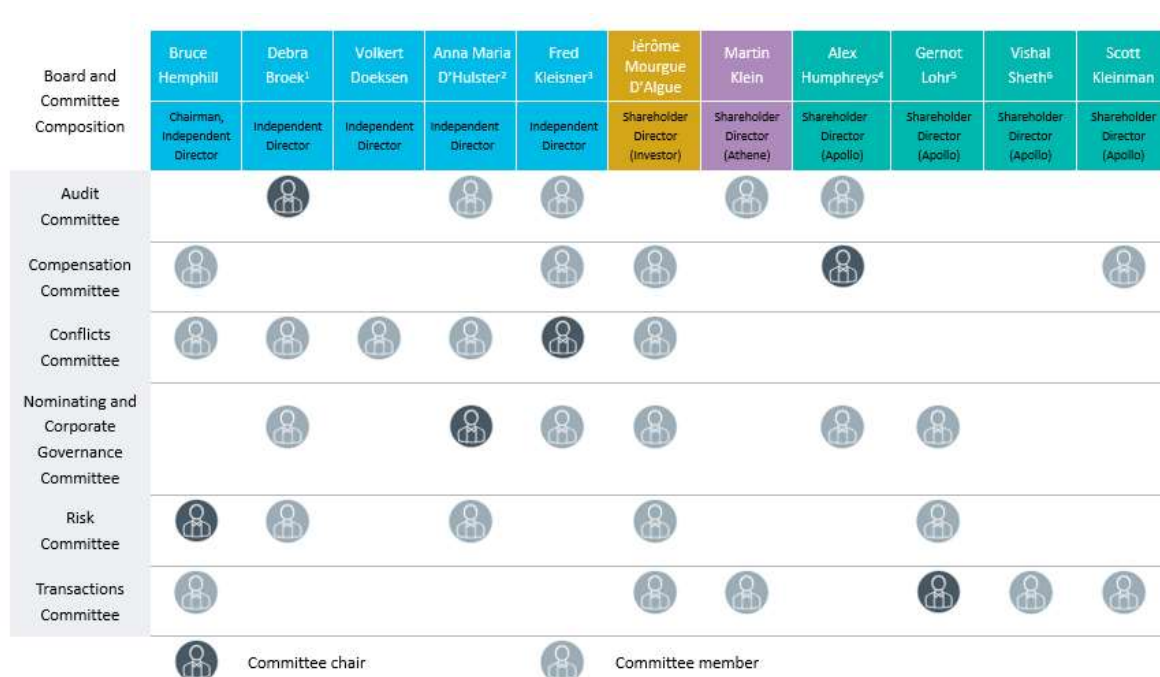 Board and
Committee
Composition
Bruce
Hemphill
Debra
Broek¹
Volkert
Doeksen
Anna Maria
D'Hulster²
Fred
Kleisner³
Jérôme
Mourgue
D'Algue
Martin
Klein
Alex
Humphreys⁴
Gernot
Lohr⁵
Vishal
Sheth⁶
Scott
Kleinman
Chairman,
Independent
Director
Independent
Director
Independent
Director
Independent
Director
Independent
Director
Shareholder
Director
(Investor)
Shareholder
Director
(Athene)
Shareholder
Director
(Apollo)
Shareholder
Director
(Apollo)
Shareholder
Director
(Apollo)
Shareholder
Director
(Apollo)
Audit
Committee
Compensation
Committee
Conflicts
Committee
Nominating and
Corporate
Governance
Committee
Risk
Committee
Transactions
Committee
Committee chair
Committee member